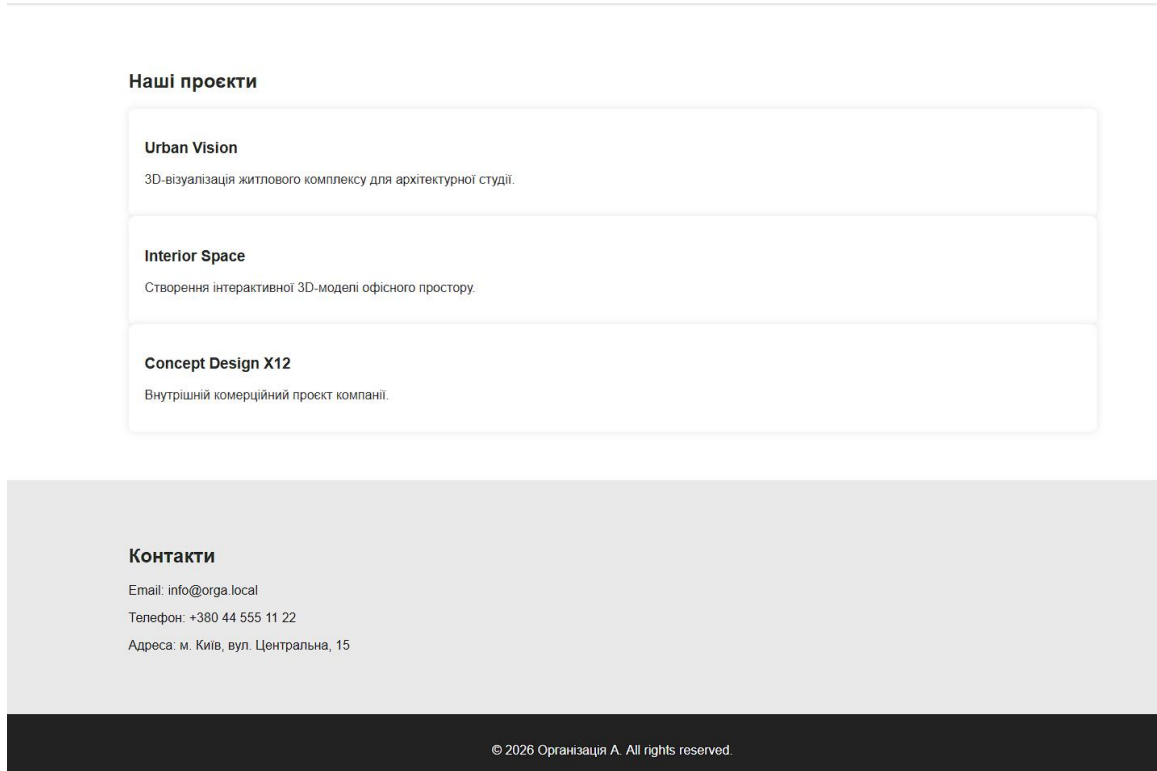 Наші проєкти
Urban Vision
3D-візуалізація житлового комплексу для архітектурної студії.
Interior Space
Створення інтерактивної 3D-моделі офісного простору.
Concept Design X12
Внутрішній комерційний проєкт компанії.
Контакти
Email: info@orga.local
Телефон: +380 44 555 11 22
Адреса: м. Київ, вул. Центральна, 15
© 2026 Організація А. All rights reserved.